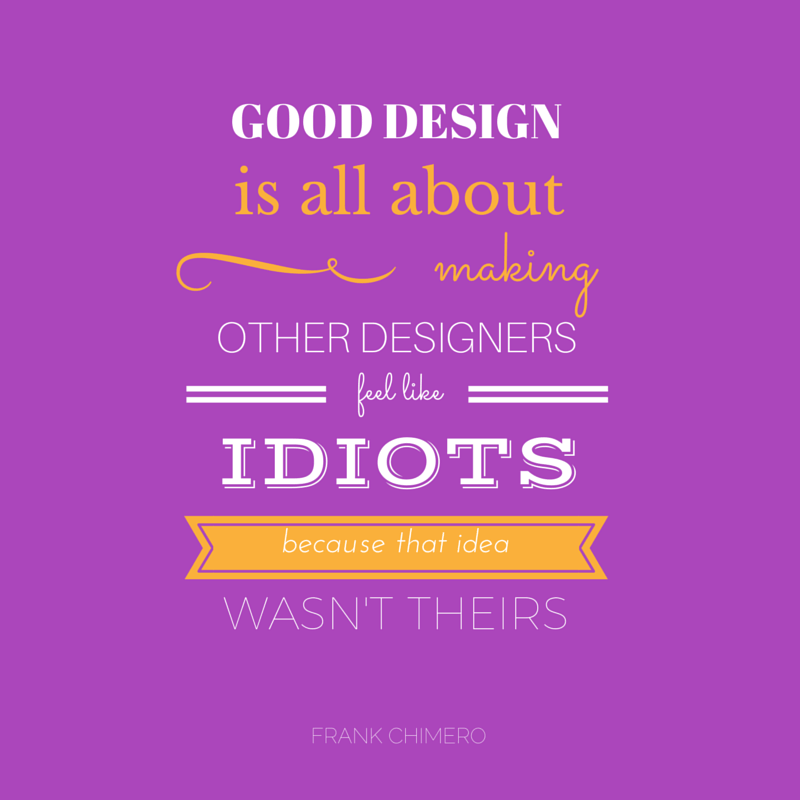 GOOD DESIGN
is all about
making
OTHER DESIGNERS
feel like
IDIOTS
because that idea
WASN'T THEIRS
FRANK CHIMERO